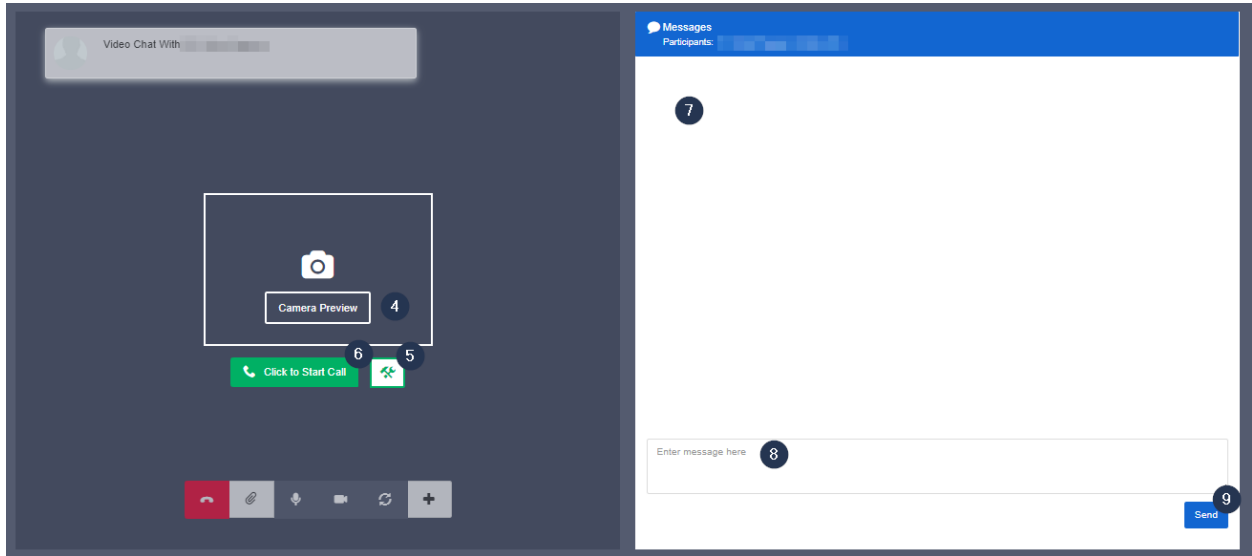 Video Chat With
Camera Preview
4
6
5
Click to Start Call
Messages
Participants:
7
Enter message here
8
9
Send